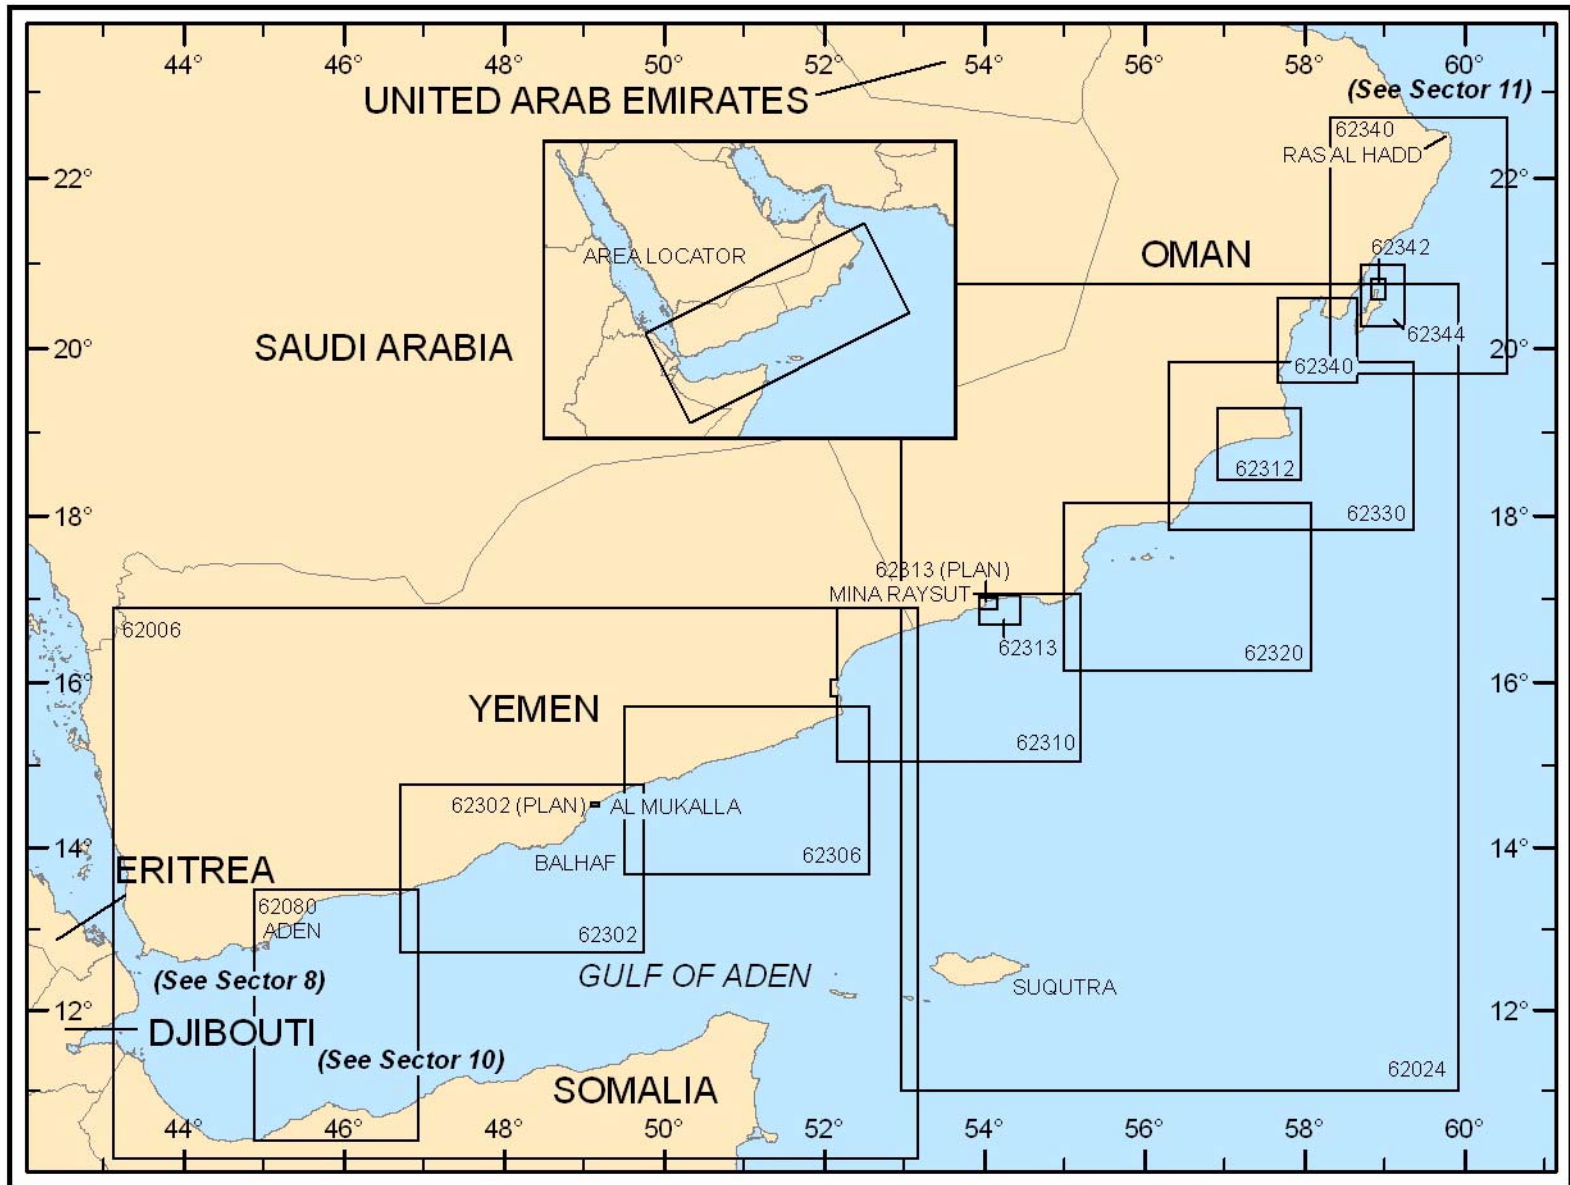 44° 46° 48° 50° 52° 54° 56° 58° 60°
(See Sector 11)
UNITED ARAB EMIRATES
62340
RAS AL HADD
22° 22°
OMAN
62342
AREA LOCATOR
SAUDI ARABIA
62344
20° 20°
62340
62312
18° 62330 18°
62313 (PLAN)
MINA RAYSUT
62006
62313
62320
16° 16°
YEMEN
62310
62302 (PLAN) AL MUKALLA
14° 14°
BALHAF 62306
ERITREA
62080
ADEN
62302
(See Sector 8)
GULF OF ADEN
SUQUTRA
12° 12°
DJIBOUTI
(See Sector 10)
62024
SOMALIA
44° 46° 48° 50° 52° 54° 56° 58° 60°